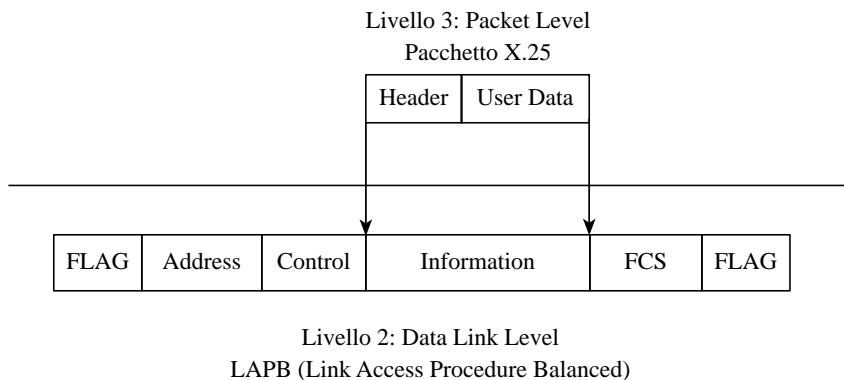 Livello 3: Packet Level
Pacchetto X.25
Header User Data
FLAG Address Control Information FCS FLAG
Livello 2: Data Link Level
LAPB (Link Access Procedure Balanced)